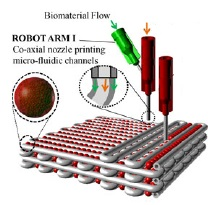 Biomaterial Flow
ROBOT ARM I
Co-axial nozzle printing
micro-fluidic channels